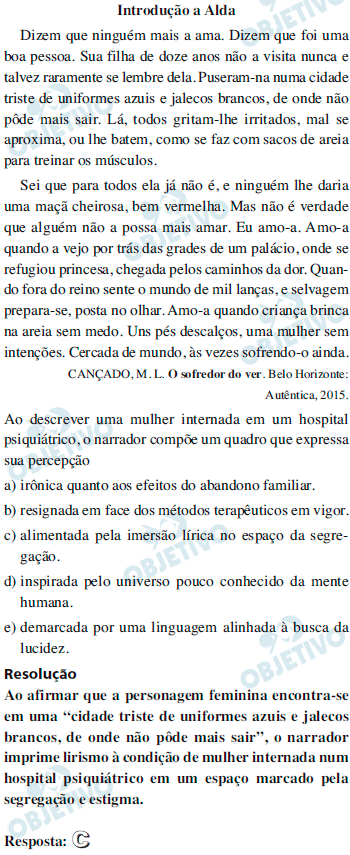 Introdução a Alda
Dizem que ninguém mais a ama. Dizem que foi uma
boa pessoa. Sua filha de doze anos não a visita nunca e
talvez raramente se lembre dela. Puseram-na numa cidade
triste de uniformes azuis e jalecos brancos, de onde não
pôde mais sair. Lá, todos gritam-lhe irritados, mal se
aproxima, ou lhe batem, como se faz com sacos de areia
para treinar os músculos.
Sei que para todos ela já não é, e ninguém lhe daria
uma maçã cheirosa, bem vermelha. Mas não é verdade
que alguém não a possa mais amar. Eu amo-a. Amo-a
quando a vejo por trás das grades de um palácio, onde se
refugiou princesa, chegada pelos caminhos da dor. Quan-
do fora do reino sente o mundo de mil lanças, e selvagem
prepara-se, posta no olhar. Amo-a quando criança brinca
na areia sem medo. Uns pés descalços, uma mulher sem
intenções. Cercada de mundo, às vezes sofrendo-o ainda.
CANÇADO, M. L. O sofredor do ver. Belo Horizonte:
Autêntica, 2015.
Ao descrever uma mulher internada em um hospital
psiquiátrico, o narrador compõe um quadro que expressa
sua percepção
a) irônica quanto aos efeitos do abandono familiar.
b) resignada em face dos métodos terapêuticos em vigor.
c) alimentada pela imersão lírica no espaço da segre-
gação.
d) inspirada pelo universo pouco conhecido da mente
humana.
e) demarcada por uma linguagem alinhada à busca da
lucidez.
Resolução
Ao afirmar que a personagem feminina encontra-se
em uma “cidade triste de uniformes azuis e jalecos
brancos, de onde não pôde mais sair”, o narrador
imprime lirismo à condição de mulher internada num
hospital psiquiátrico em um espaço marcado pela
segregação e estigma.
Resposta: C
OBJETIVO
OBJETIVO
OBJETIVO
OBJETIVO
OBJETIVO
OBJETIVO
OBJETIVO
OBJETIVO
OBJETIVO